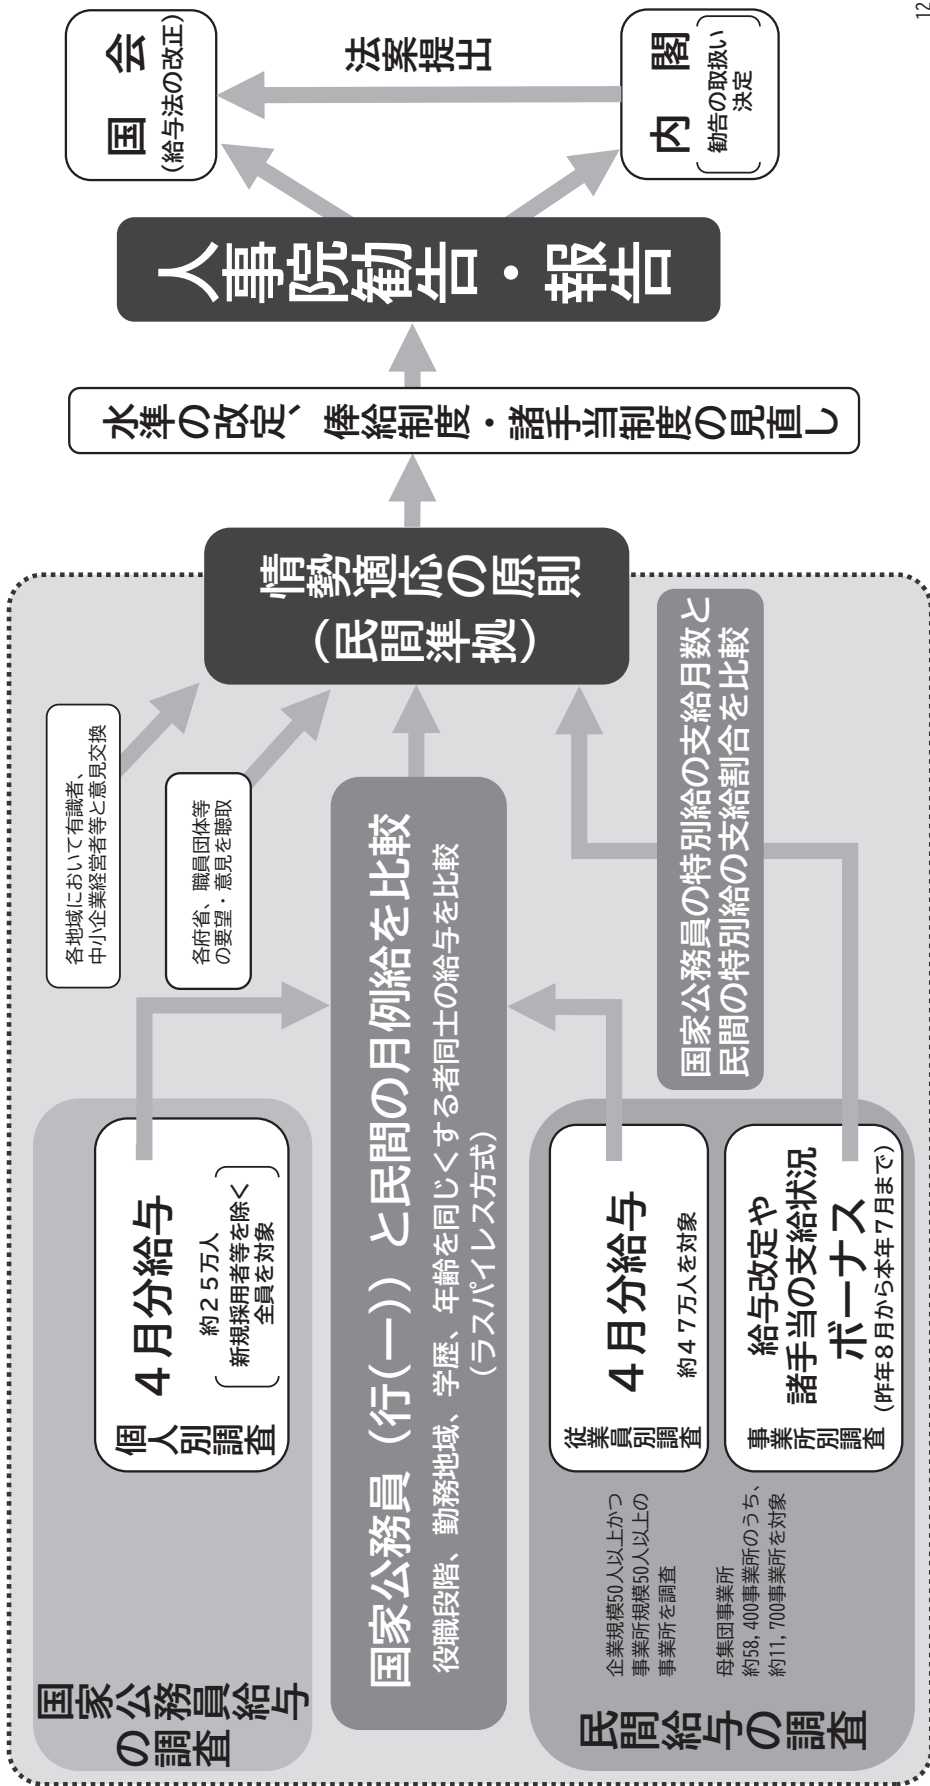 国家公務員給与
の調査
個人別調査
４月分給与
約２５万人
新規採用者等を除く
全員を対象
国家公務員（行(一)）と民間の月例給を比較
役職段階、勤務地域、学歴、年齢を同じくする者同士の給与を比較
(ラスパイレス方式)
民間給与の調査
企業規模50人以上かつ
事業所規模50人以上の
事業所を調査
母集団事業所
約58,400事業所のうち、
約11,700事業所を対象
従業員別調査
４月分給与
約４７万人を対象
事業所別調査
給与改定や
諸手当の支給状況
ボーナス
(昨年８月から本年７月まで)
各地域において有識者、
中小企業経営者等と意見交換
各府省、職員団体等
の要望・意見を聴取
国家公務員の特別給の支給月数と
民間の特別給の支給割合を比較
情勢適応の原則
（民間準拠）
水準の改定、俸給制度・諸手当制度の見直し
人事院勧告・報告
国会
(給与法の改正)
法案提出
内閣
勧告の取扱い
決定
12